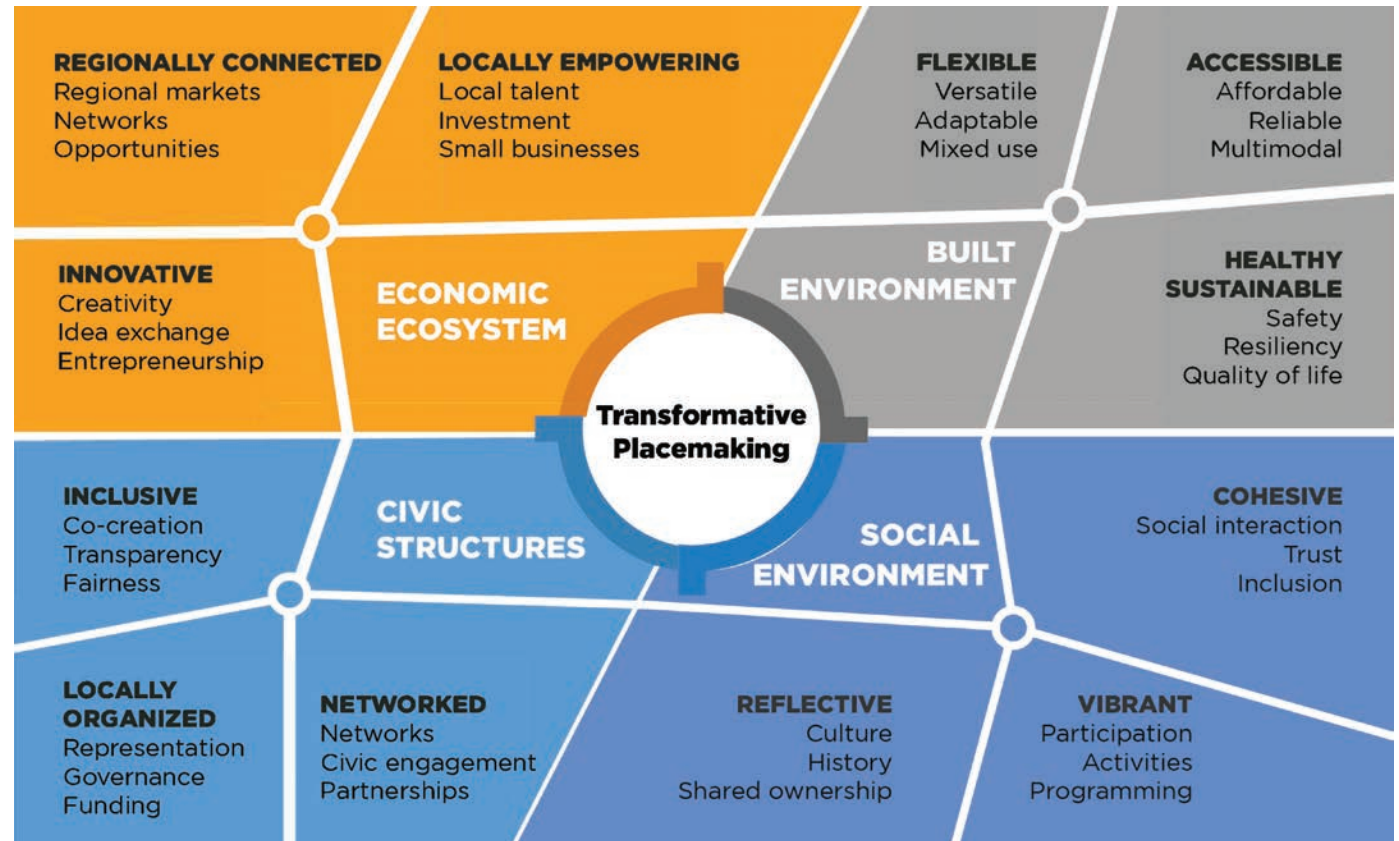 REGIONALLY CONNECTED
Regional markets
Networks
Opportunities
LOCALLY EMPOWERING
Local talent
Investment
Small businesses
INNOVATIVE
Creativity
Idea exchange
Entrepreneurship
ECONOMIC
ECOSYSTEM
FLEXIBLE
Versatile
Adaptable
Mixed use
ACCESSIBLE
Affordable
Reliable
Multimodal
BUILT
ENVIRONMENT
HEALTHY
SUSTAINABLE
Safety
Resiliency
Quality of life
Transformative
Placemaking
INCLUSIVE
Co-creation
Transparency
Fairness
CIVIC
STRUCTURES
LOCALLY
ORGANIZED
Representation
Governance
Funding
NETWORKED
Networks
Civic engagement
Partnerships
SOCIAL
ENVIRONMENT
COHESIVE
Social interaction
Trust
Inclusion
REFLECTIVE
Culture
History
Shared ownership
VIBRANT
Participation
Activities
Programming